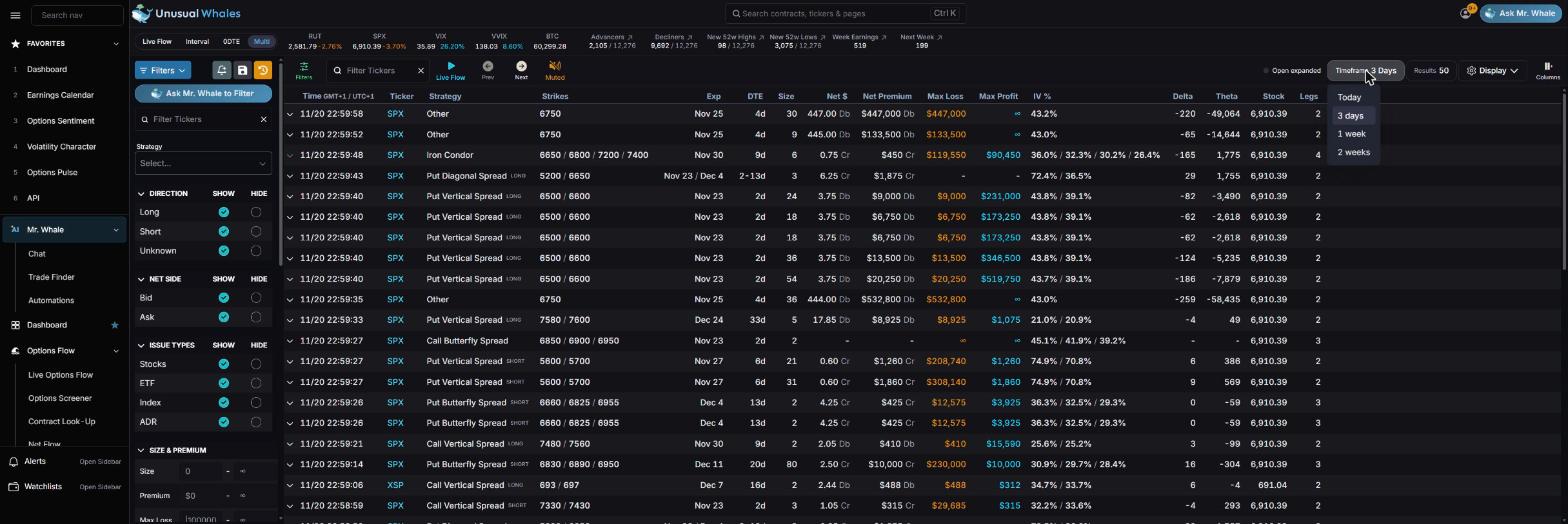 Search nav
Unusual Whales
Search contracts, tickers & pages Ctrl K
9+
Ask Mr. Whale
FAVORITES
1 Dashboard
2 Earnings Calendar
3 Options Sentiment
4 Volatility Character
5 Options Pulse
6 API
AI Mr. Whale
Chat
Trade Finder
Automations
Dashboard
Options Flow
Live Options Flow
Options Screener
Contract Look-Up
Net Flow
Alerts Open Sidebar
Watchlists Open Sidebar
Live Flow Interval 0DTE Multi
RUT SPX VIX VVIX BTC Advancers ↗ Decliners ↗ New 52w Highs ↗ New 52w Lows ↗ Week Earnings ↗ Next Week ↗
2,581.79 -2.76% 6,910.39 -3.70% 35.89 26.20% 138.03 8.60% 60,299.28 2,105 / 12,276 9,692 / 12,276 98 / 12,276 3,075 / 12,276 519 199
Filters
Ask Mr. Whale to Filter
Filter Tickers
Strategy
Select...
DIRECTION SHOW HIDE
Long
Short
Unknown
NET SIDE SHOW HIDE
Bid
Ask
ISSUE TYPES SHOW HIDE
Stocks
ETF
Index
ADR
SIZE & PREMIUM
Size 0 - ∞
Premium $0 - ∞
Max Loss - ∞
Filters Filter Tickers Live Flow Prev Next Muted
Open expanded Timeframe 3 Days Results 50 Display Columns
Today
3 days
1 week
2 weeks
Time GMT+1 / UTC+1 Ticker Strategy Strikes Exp DTE Size Net $ Net Premium Max Loss Max Profit IV % Delta Theta Stock Legs
11/20 22:59:58 SPX Other 6750 Nov 25 4d 30 447.00 Db $447,000 Db $447,000 ∞ 43.2% -220 -49,064 6,910.39 2
11/20 22:59:52 SPX Other 6750 Nov 25 4d 9 445.00 Db $133,500 Db $133,500 ∞ 43.0% -65 -14,644 6,910.39 2
11/20 22:59:48 SPX Iron Condor 6650 / 6800 / 7200 / 7400 Nov 30 9d 6 0.75 Cr $450 Cr $119,550 $90,450 36.0% / 32.3% / 30.2% / 26.4% -165 1,775 6,910.39 4
11/20 22:59:43 SPX Put Diagonal Spread LONG 5200 / 6650 Nov 23 / Dec 4 2-13d 3 6.25 Cr $1,875 Cr - - 72.4% / 36.5% 29 1,755 6,910.39 2
11/20 22:59:40 SPX Put Vertical Spread LONG 6500 / 6600 Nov 23 2d 24 3.75 Db $9,000 Db $9,000 $231,000 43.8% / 39.1% -82 -3,490 6,910.39 2
11/20 22:59:40 SPX Put Vertical Spread LONG 6500 / 6600 Nov 23 2d 18 3.75 Db $6,750 Db $6,750 $173,250 43.8% / 39.1% -62 -2,618 6,910.39 2
11/20 22:59:40 SPX Put Vertical Spread LONG 6500 / 6600 Nov 23 2d 18 3.75 Db $6,750 Db $6,750 $173,250 43.8% / 39.1% -62 -2,618 6,910.39 2
11/20 22:59:40 SPX Put Vertical Spread LONG 6500 / 6600 Nov 23 2d 36 3.75 Db $13,500 Db $13,500 $346,500 43.8% / 39.1% -124 -5,235 6,910.39 2
11/20 22:59:40 SPX Put Vertical Spread LONG 6500 / 6600 Nov 23 2d 54 3.75 Db $20,250 Db $20,250 $519,750 43.7% / 39.1% -186 -7,879 6,910.39 2
11/20 22:59:35 SPX Other 6750 Nov 25 4d 36 444.00 Db $532,800 Db $532,800 ∞ 43.0% -259 -58,435 6,910.39 2
11/20 22:59:33 SPX Put Vertical Spread LONG 7580 / 7600 Dec 24 33d 5 17.85 Db $8,925 Db $8,925 $1,075 21.0% / 20.9% -4 49 6,910.39 2
11/20 22:59:27 SPX Call Butterfly Spread 6850 / 6900 / 6950 Nov 23 2d 2 - - ∞ ∞ 45.1% / 41.9% / 39.2% - - 6,910.39 3
11/20 22:59:27 SPX Put Vertical Spread SHORT 5600 / 5700 Nov 27 6d 21 0.60 Cr $1,260 Cr $208,740 $1,260 74.9% / 70.8% 6 386 6,910.39 2
11/20 22:59:27 SPX Put Vertical Spread SHORT 5600 / 5700 Nov 27 6d 31 0.60 Cr $1,860 Cr $308,140 $1,860 74.9% / 70.8% 9 569 6,910.39 2
11/20 22:59:26 SPX Put Butterfly Spread SHORT 6660 / 6825 / 6955 Dec 4 13d 2 4.25 Cr $425 Cr $12,575 $3,925 36.3% / 32.5% / 29.3% 0 -59 6,910.39 3
11/20 22:59:26 SPX Put Butterfly Spread SHORT 6660 / 6825 / 6955 Dec 4 13d 2 4.25 Cr $425 Cr $12,575 $3,925 36.3% / 32.5% / 29.3% 0 -59 6,910.39 3
11/20 22:59:21 SPX Call Vertical Spread LONG 7480 / 7560 Nov 30 9d 2 2.05 Db $410 Db $410 $15,590 25.6% / 25.2% 3 -99 6,910.39 2
11/20 22:59:14 SPX Put Butterfly Spread SHORT 6830 / 6890 / 6950 Dec 11 20d 80 2.50 Cr $10,000 Cr $230,000 $10,000 30.9% / 29.7% / 28.4% 16 -304 6,910.39 3
11/20 22:59:06 XSP Call Vertical Spread LONG 693 / 697 Dec 7 16d 2 2.44 Db $488 Db $488 $312 34.7% / 33.7% 6 -4 691.04 2
11/20 22:58:59 SPX Call Vertical Spread SHORT 7330 / 7430 Nov 23 2d 3 1.05 Cr $315 Cr $29,685 $315 32.2% / 33.6% -4 293 6,910.39 2